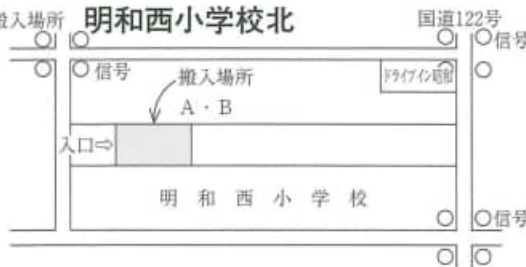 搬入場所 明和西小学校北
国道122号
信号
信号
搬入場所
ドライブイン昭和
A・B
入口⇨
明和西小学校
信号